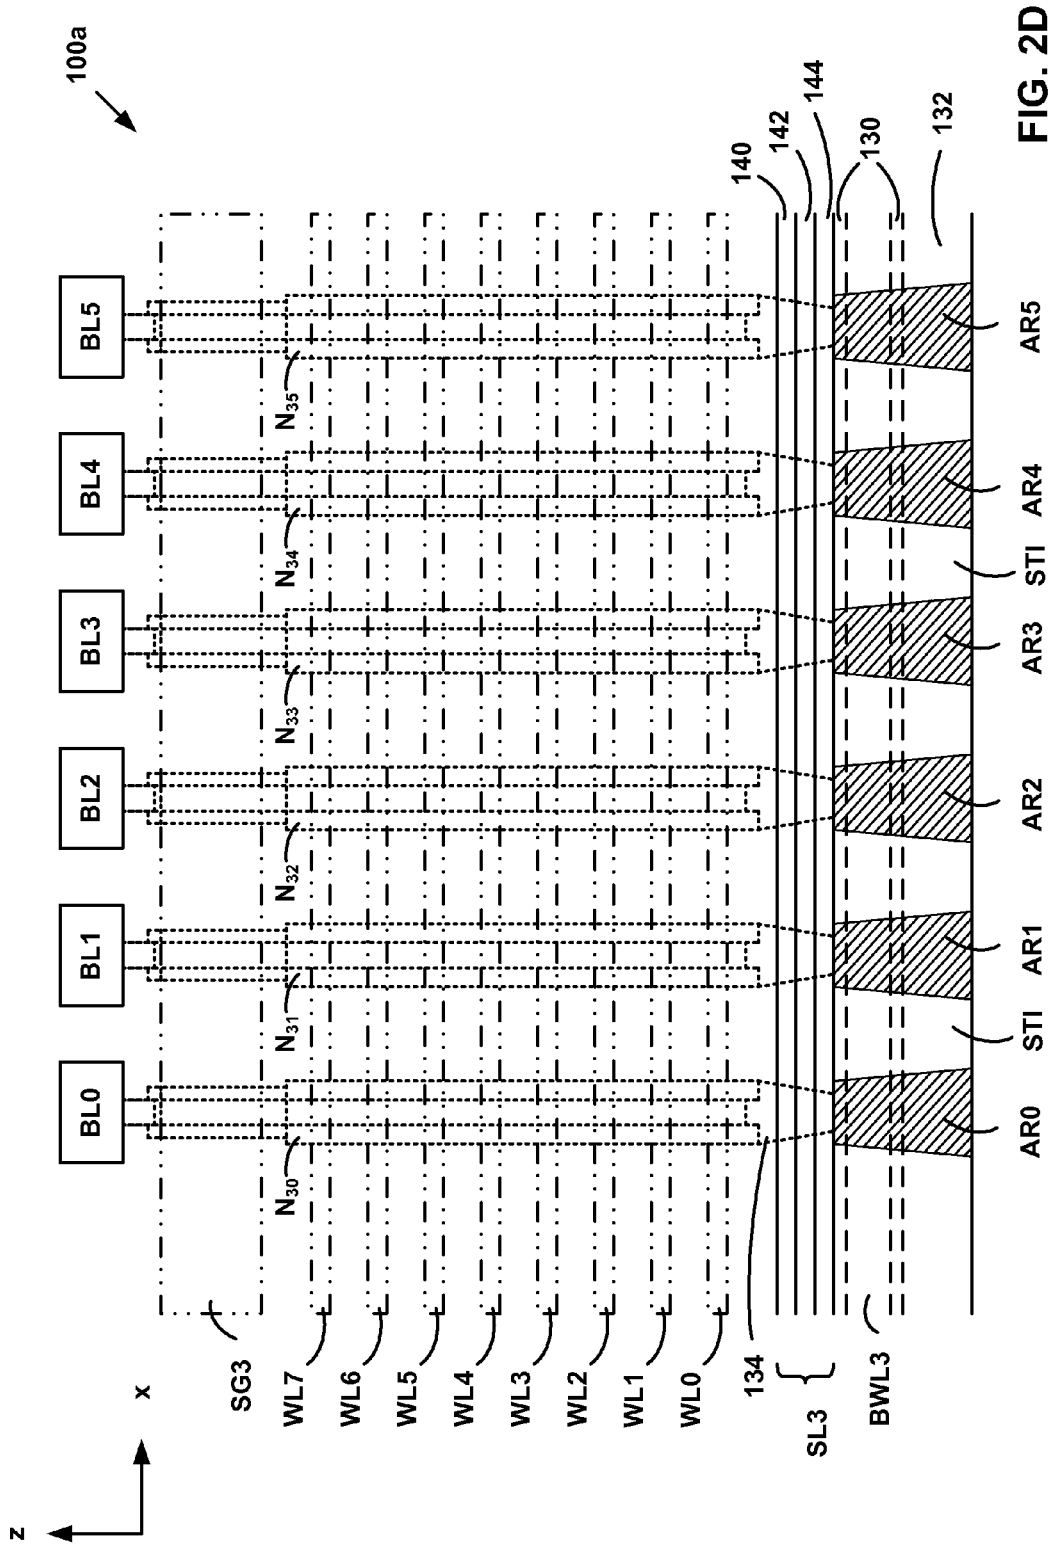 100a
z
x
BL0 BL1 BL2 BL3 BL4 BL5
SG3
N30 N31 N32 N33 N34 N35
WL7
WL6
WL5
WL4
WL3
WL2
WL1
WL0
134
SL3
BWL3
140
142
144
130
132
AR0 STI AR1 AR2 AR3 STI AR4 AR5
FIG. 2D